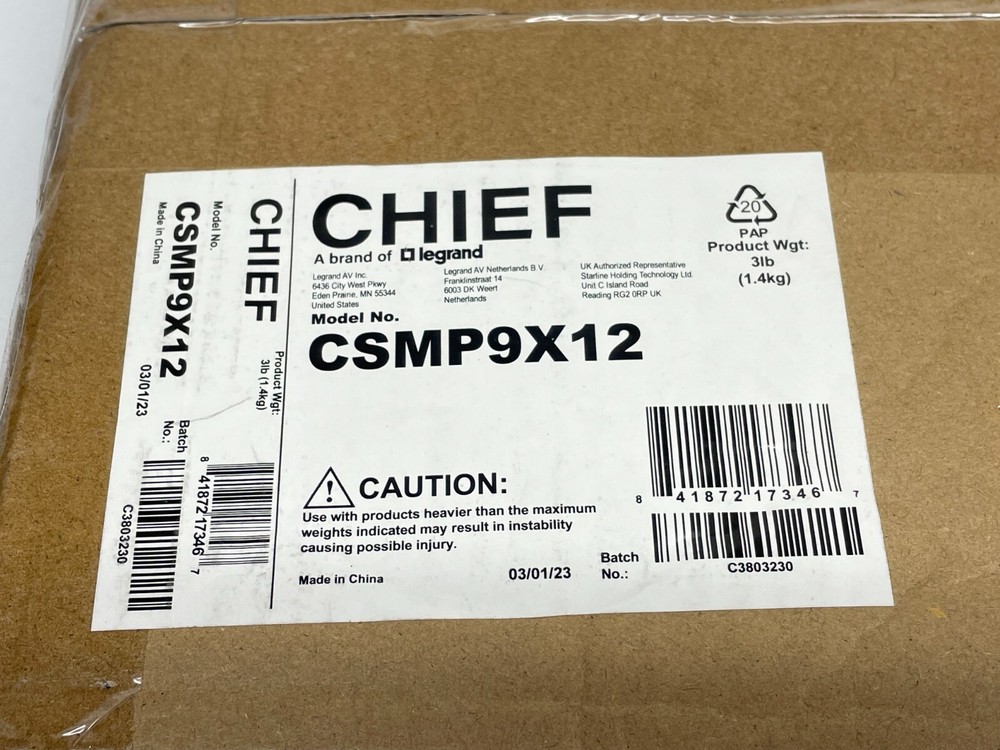 CHIEF
A brand of legrand
Legrand AV Inc.
6436 City West Pkwy
Eden Prairie, MN 55344
United States
Legrand AV Netherlands B.V.
Franklinstraat 14
6003 DK Weert
Netherlands
UK Authorized Representative
Starline Holding Technology Ltd.
Unit C Island Road
Reading RG2 0RP UK
20
PAP
Product Wgt:
3lb
(1.4kg)
Model No.
CSMP9X12
CAUTION:
Use with products heavier than the maximum
weights indicated may result in instability
causing possible injury.
Made in China
03/01/23
8 41872 17346 7
Batch
No.:
C3803230
CHIEF
Product Wgt:
3lb (1.4kg)
Model No.
CSMP9X12
Made in China
03/01/23
8 41872 17346 7
Batch
No.:
C3803230